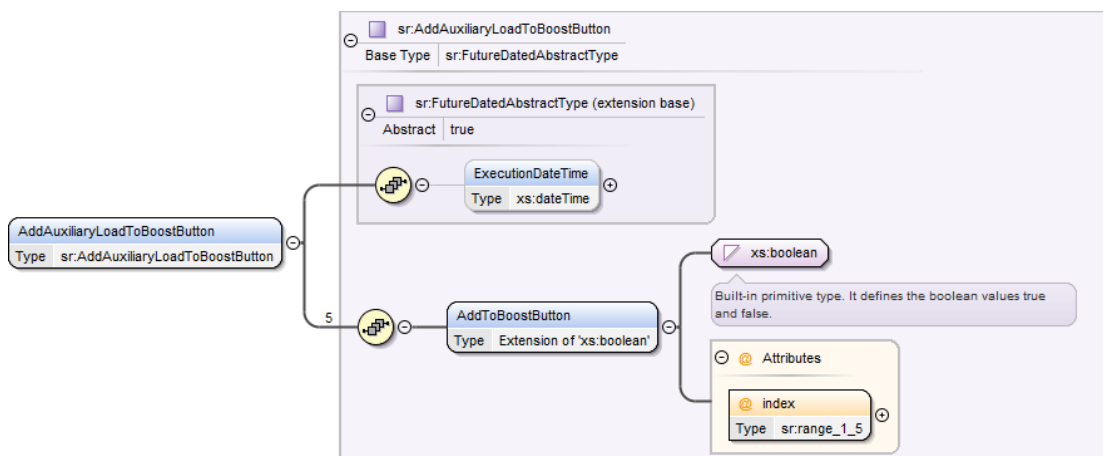 sr:AddAuxiliaryLoadToBoostButton
Base Type sr:FutureDatedAbstractType
sr:FutureDatedAbstractType (extension base)
Abstract true
ExecutionDateTime
Type xs:dateTime
AddAuxiliaryLoadToBoostButton
Type sr:AddAuxiliaryLoadToBoostButton
5
AddToBoostButton
Type Extension of 'xs:boolean'
xs:boolean
Built-in primitive type. It defines the boolean values true
and false.
@ Attributes
@ index
Type sr:range_1_5